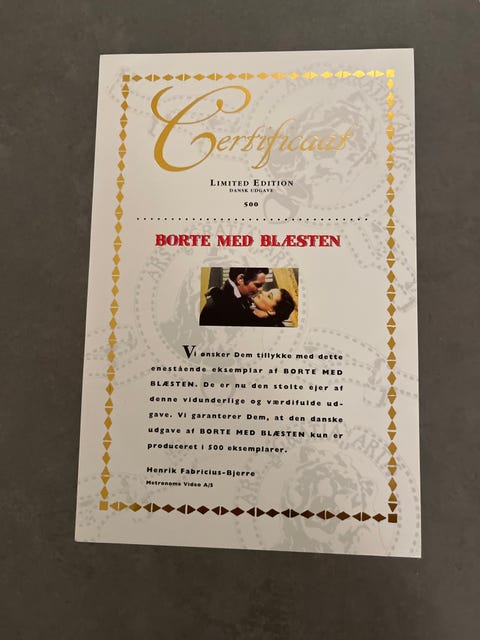 Certificaat
LIMITED EDITION
DANSK UDGAVE
500
BORTE MED BLÆSTEN
Vi ønsker Dem tillykke med dette
enestående eksemplar af BORTE MED
BLÆSTEN. De er nu den stolte ejer af
denne vidunderlige og værdifulde ud-
gave. Vi garanterer Dem, at den danske
udgave af BORTE MED BLÆSTEN kun er
produceret i 500 eksemplarer.
Henrik Fabricius-Bjerre
Metronome Video A/S